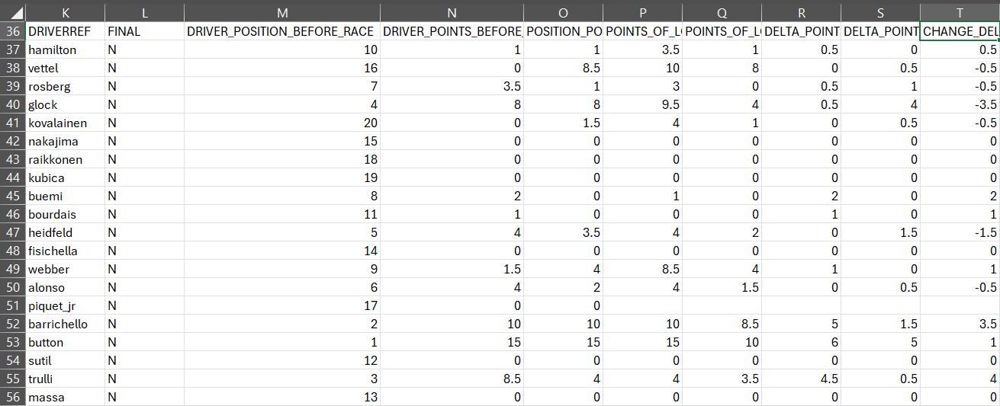 K L M N O P Q R S T
36 DRIVERREF FINAL DRIVER_POSITION_BEFORE_RACE DRIVER_POINTS_BEFORE_ POSITION_PO POINTS_OF_L POINTS_OF_L DELTA_POINT DELTA_POINT CHANGE_DEL
37 hamilton N 10 1 1 3.5 1 0.5 0 0.5
38 vettel N 16 0 8.5 10 8 0 0.5 -0.5
39 rosberg N 7 3.5 1 3 0 0.5 1 -0.5
40 glock N 4 8 8 9.5 4 0.5 4 -3.5
41 kovalainen N 20 0 1.5 4 1 0 0.5 -0.5
42 nakajima N 15 0 0 0 0 0 0 0
43 raikkonen N 18 0 0 0 0 0 0 0
44 kubica N 19 0 0 0 0 0 0 0
45 buemi N 8 2 0 1 0 2 0 2
46 bourdais N 11 1 0 0 0 1 0 1
47 heidfeld N 5 4 3.5 4 2 0 1.5 -1.5
48 fisichella N 14 0 0 0 0 0 0 0
49 webber N 9 1.5 4 8.5 4 1 0 1
50 alonso N 6 4 2 4 1.5 0 0.5 -0.5
51 piquet_jr N 17 0 0
52 barrichello N 2 10 10 10 8.5 5 1.5 3.5
53 button N 1 15 15 15 10 6 5 1
54 sutil N 12 0 0 0 0 0 0 0
55 trulli N 3 8.5 4 4 3.5 4.5 0.5 4
56 massa N 13 0 0 0 0 0 0 0